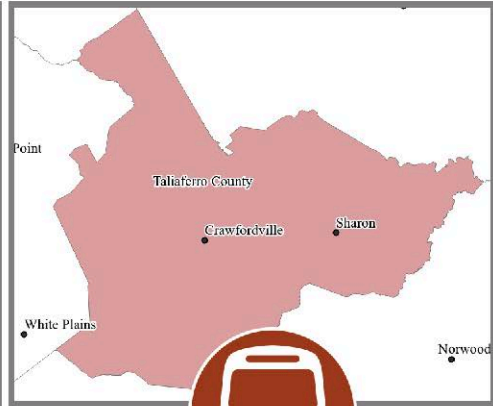 Point
Taliaferro County
Crawfordville
Sharon
White Plains
Norwood